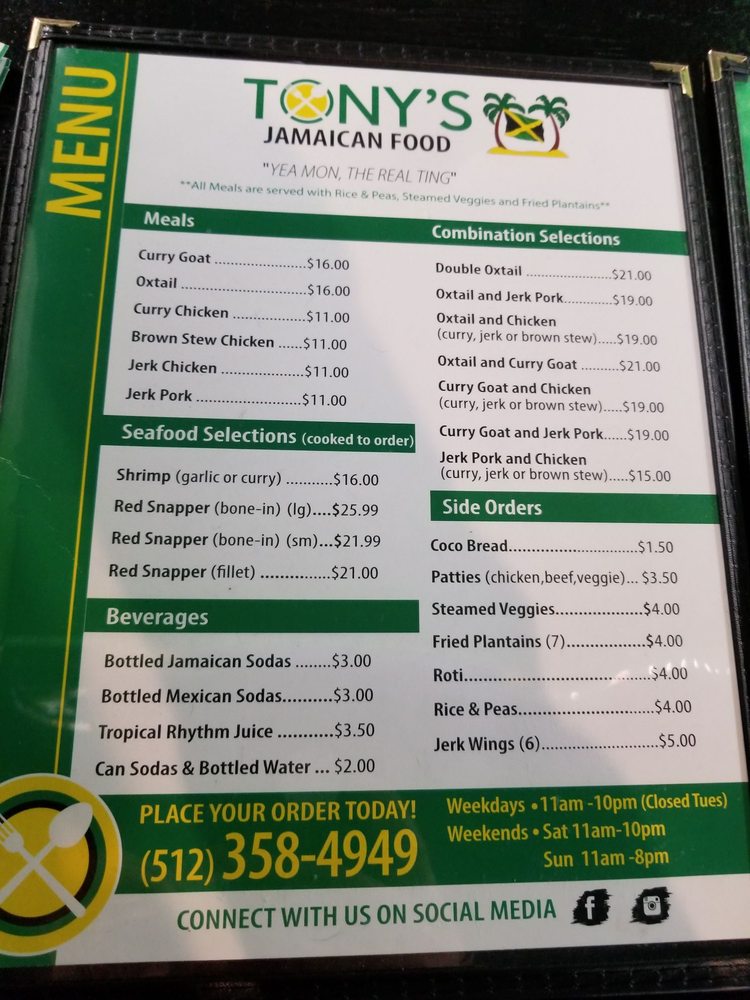 MENU
TONY'S
JAMAICAN FOOD
"YEA MON, THE REAL TING"
**All Meals are served with Rice & Peas, Steamed Veggies and Fried Plantains**
Meals
Curry Goat ......................$16.00
Oxtail ..............................$16.00
Curry Chicken .................$11.00
Brown Stew Chicken ......$11.00
Jerk Chicken ....................$11.00
Jerk Pork .........................$11.00
Seafood Selections (cooked to order)
Shrimp (garlic or curry) ...........$16.00
Red Snapper (bone-in) (lg)....$25.99
Red Snapper (bone-in) (sm)...$21.99
Red Snapper (fillet) ................$21.00
Beverages
Bottled Jamaican Sodas ........$3.00
Bottled Mexican Sodas..........$3.00
Tropical Rhythm Juice ...........$3.50
Can Sodas & Bottled Water ... $2.00
Combination Selections
Double Oxtail ....................$21.00
Oxtail and Jerk Pork............$19.00
Oxtail and Chicken
(curry, jerk or brown stew).....$19.00
Oxtail and Curry Goat .........$21.00
Curry Goat and Chicken
(curry, jerk or brown stew).....$19.00
Curry Goat and Jerk Pork......$19.00
Jerk Pork and Chicken
(curry, jerk or brown stew).....$15.00
Side Orders
Coco Bread..............................$1.50
Patties (chicken,beef,veggie)... $3.50
Steamed Veggies....................$4.00
Fried Plantains (7)..................$4.00
Roti...........................................$4.00
Rice & Peas...............................$4.00
Jerk Wings (6)...........................$5.00
PLACE YOUR ORDER TODAY!
(512) 358-4949
Weekdays • 11am -10pm (Closed Tues)
Weekends • Sat 11am-10pm
Sun 11am -8pm
CONNECT WITH US ON SOCIAL MEDIA